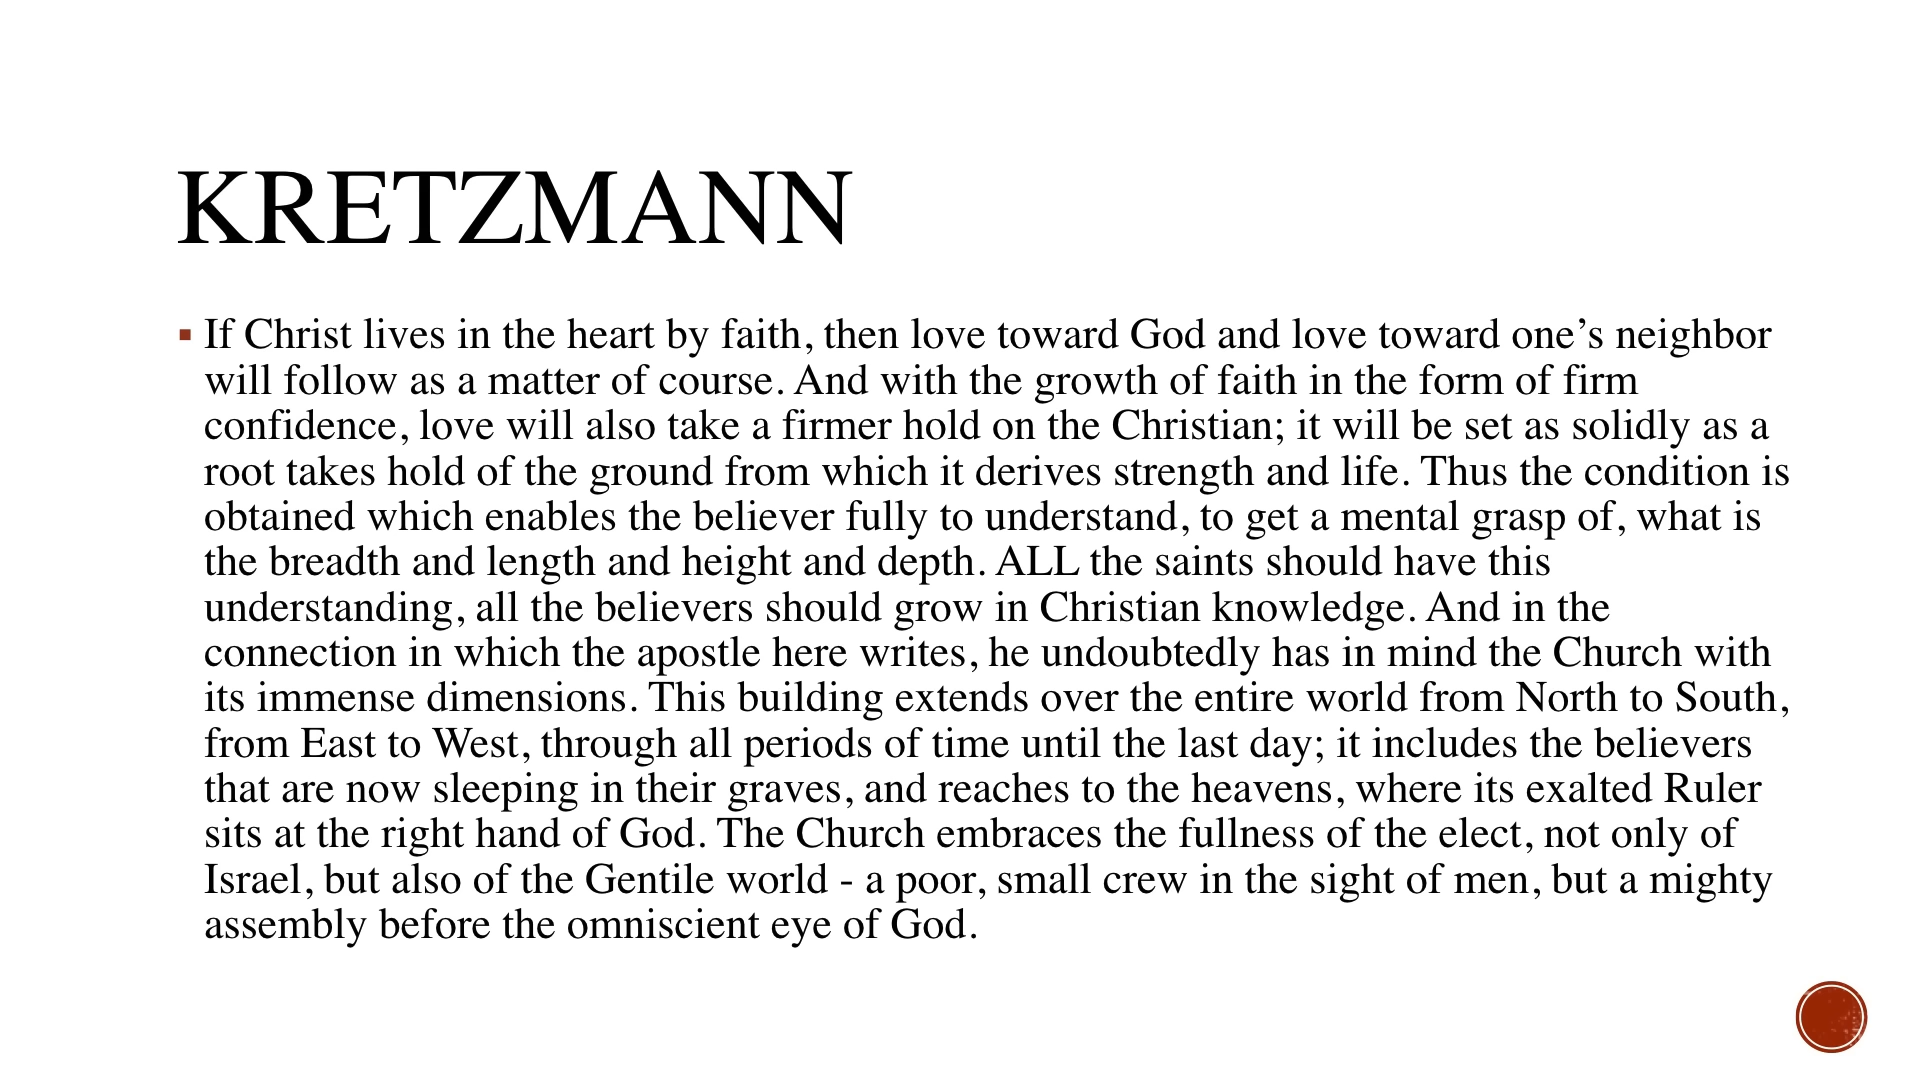 KRETZMANN
▪ If Christ lives in the heart by faith, then love toward God and love toward one’s neighbor
will follow as a matter of course. And with the growth of faith in the form of firm
confidence, love will also take a firmer hold on the Christian; it will be set as solidly as a
root takes hold of the ground from which it derives strength and life. Thus the condition is
obtained which enables the believer fully to understand, to get a mental grasp of, what is
the breadth and length and height and depth. ALL the saints should have this
understanding, all the believers should grow in Christian knowledge. And in the
connection in which the apostle here writes, he undoubtedly has in mind the Church with
its immense dimensions. This building extends over the entire world from North to South,
from East to West, through all periods of time until the last day; it includes the believers
that are now sleeping in their graves, and reaches to the heavens, where its exalted Ruler
sits at the right hand of God. The Church embraces the fullness of the elect, not only of
Israel, but also of the Gentile world - a poor, small crew in the sight of men, but a mighty
assembly before the omniscient eye of God.